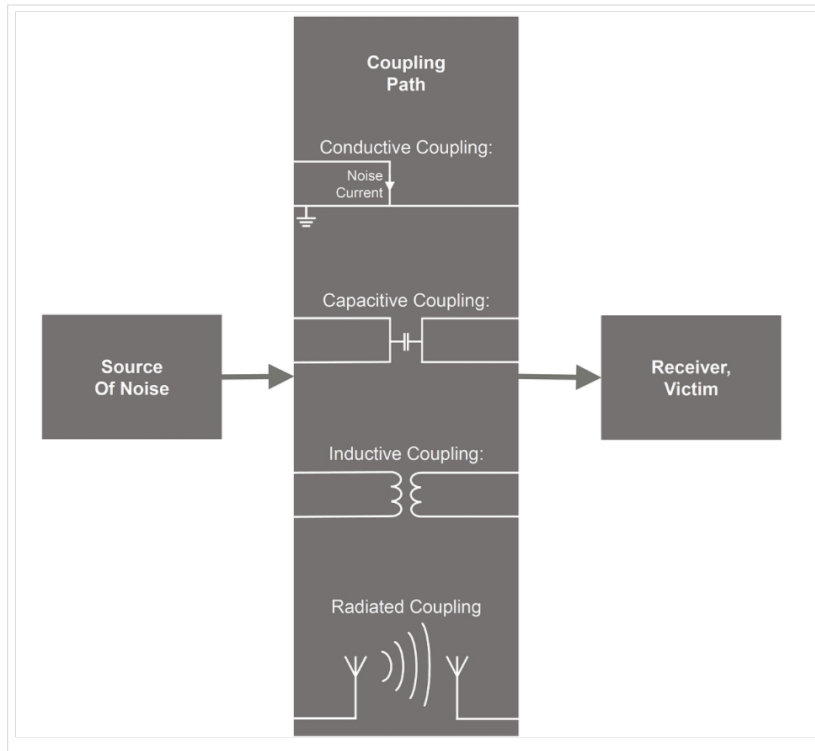 Coupling
Path
Conductive Coupling:
Noise
Current
Capacitive Coupling:
Source
Of Noise
Receiver,
Victim
Inductive Coupling:
Radiated Coupling